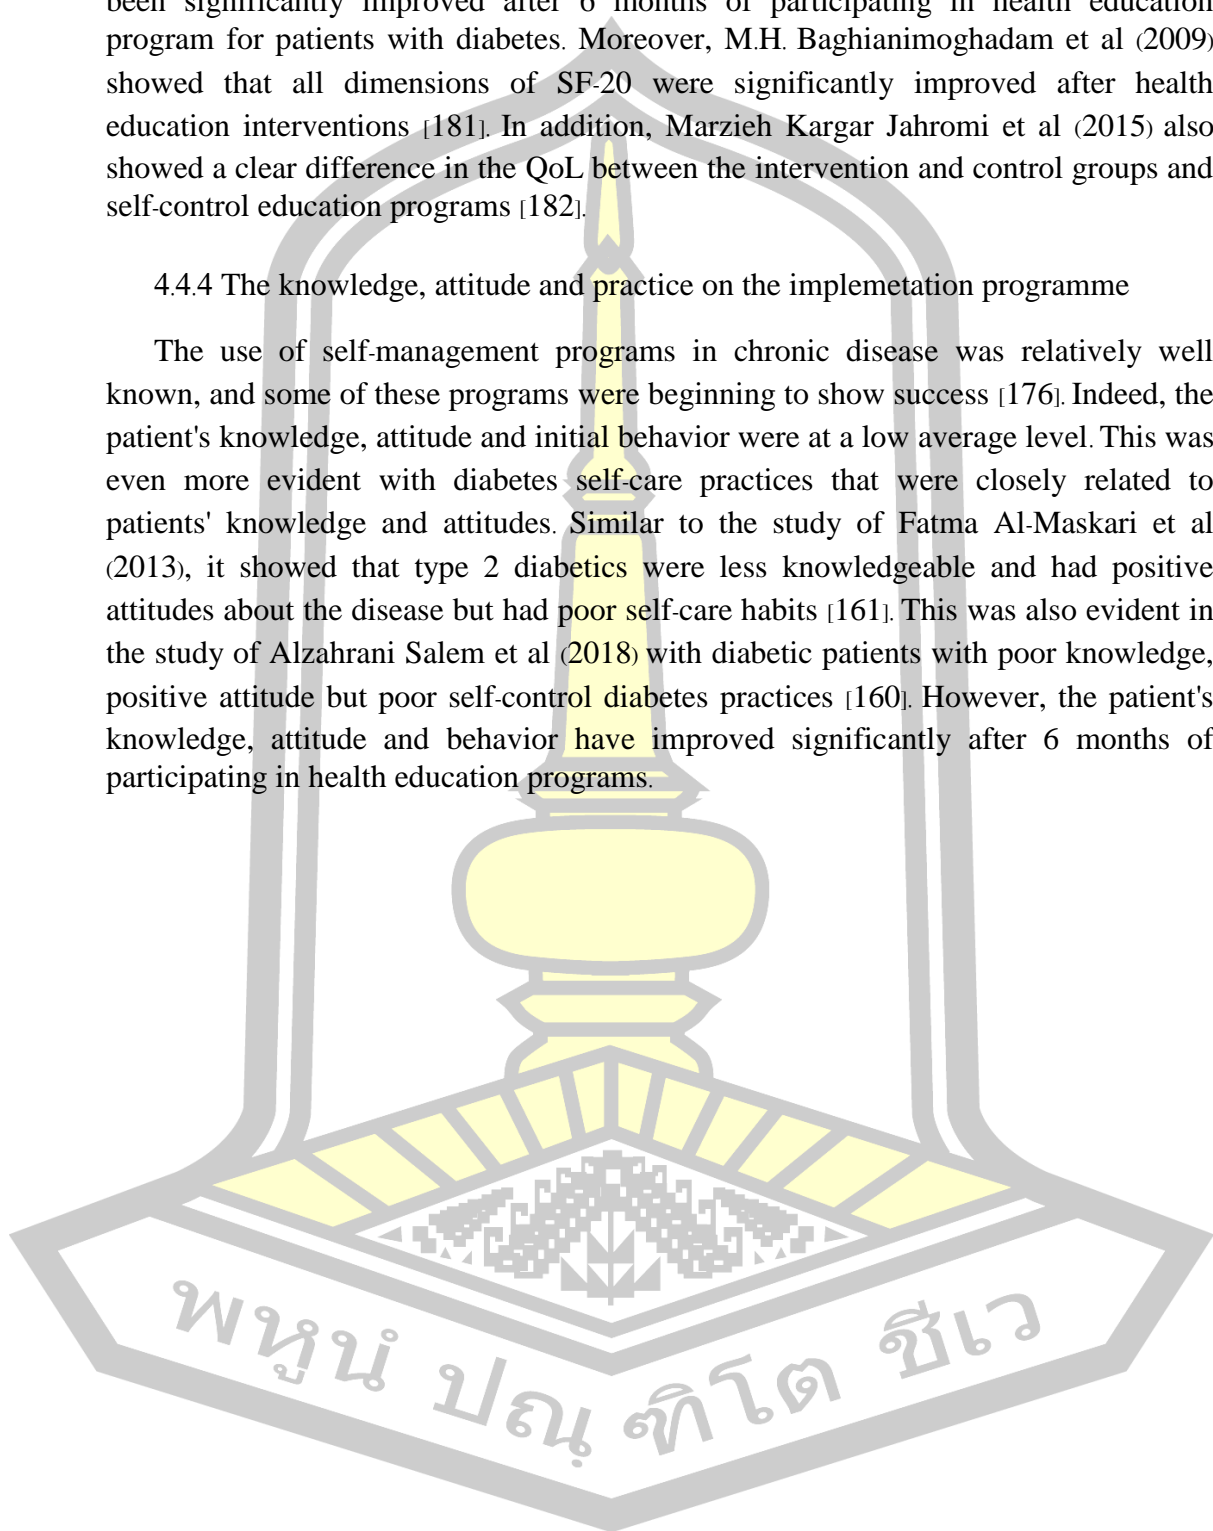 been significantly improved after 6 months of participating in health education
program for patients with diabetes. Moreover, M.H. Baghianimoghadam et al (2009)
showed that all dimensions of SF-20 were significantly improved after health
education interventions [181]. In addition, Marzieh Kargar Jahromi et al (2015) also
showed a clear difference in the QoL between the intervention and control groups and
self-control education programs [182].
4.4.4 The knowledge, attitude and practice on the implemetation programme
The use of self-management programs in chronic disease was relatively well
known, and some of these programs were beginning to show success [176]. Indeed, the
patient's knowledge, attitude and initial behavior were at a low average level. This was
even more evident with diabetes self-care practices that were closely related to
patients' knowledge and attitudes. Similar to the study of Fatma Al-Maskari et al
(2013), it showed that type 2 diabetics were less knowledgeable and had positive
attitudes about the disease but had poor self-care habits [161]. This was also evident in
the study of Alzahrani Salem et al (2018) with diabetic patients with poor knowledge,
positive attitude but poor self-control diabetes practices [160]. However, the patient's
knowledge, attitude and behavior have improved significantly after 6 months of
participating in health education programs.
พหูนํ ปณฺ ฑิโต ชีเว